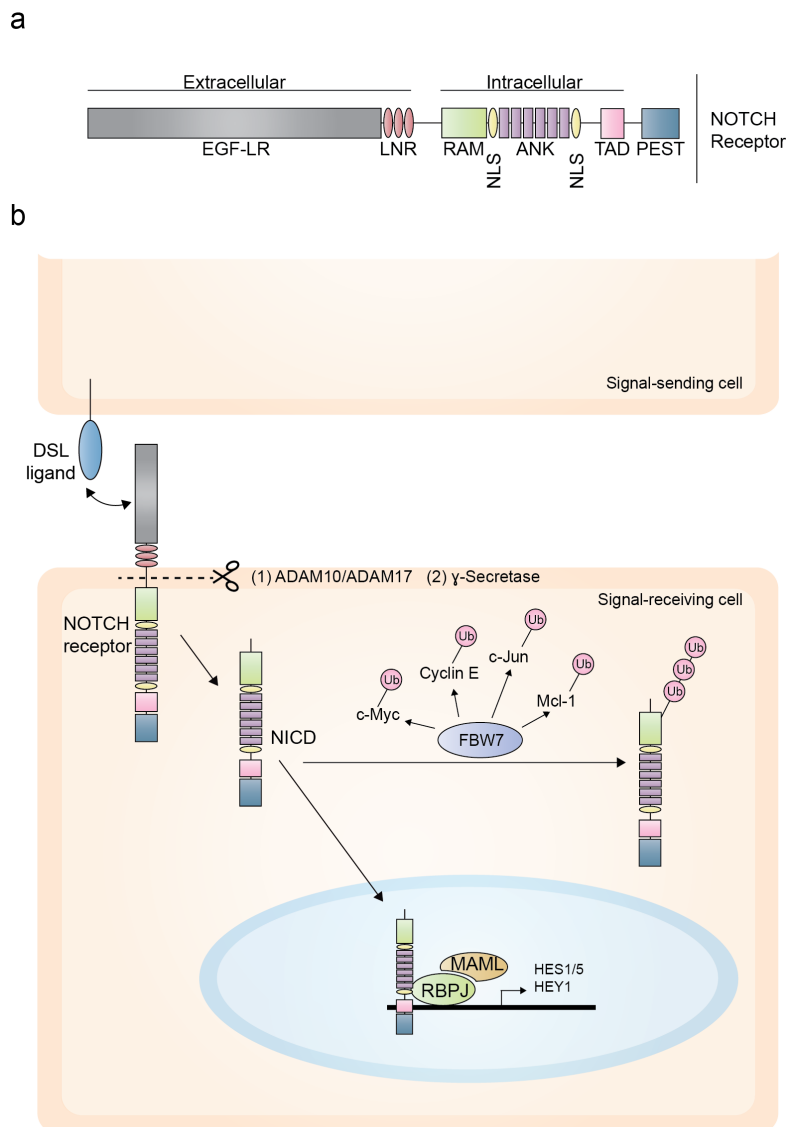 a
Extracellular
Intracellular
EGF-LR
LNR
RAM
NLS
ANK
NLS
TAD
PEST
NOTCH
Receptor
b
Signal-sending cell
DSL
ligand
(1) ADAM10/ADAM17 (2) ɣ-Secretase
Signal-receiving cell
NOTCH
receptor
Ub
c-Myc
Ub
Cyclin E
Ub
c-Jun
Ub
Mcl-1
FBW7
Ub
Ub
Ub
NICD
MAML
RBPJ
HES1/5
HEY1